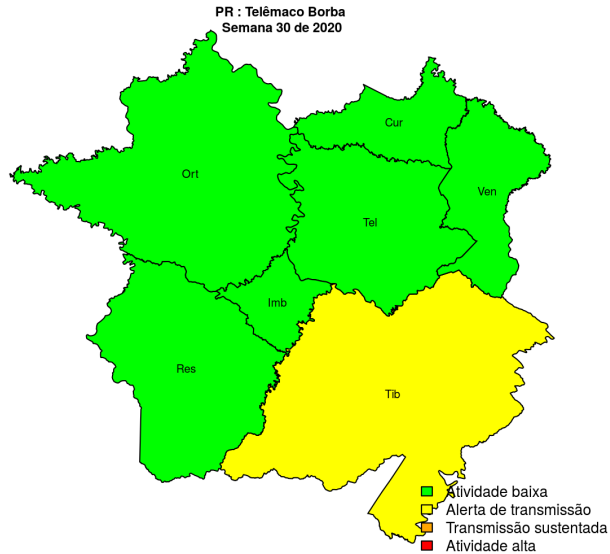 PR : Telêmaco Borba
Semana 30 de 2020
Cur
Ort
Ven
Tel
Imb
Res
Tib
Atividade baixa
Alerta de transmissão
Transmissão sustentada
Atividade alta